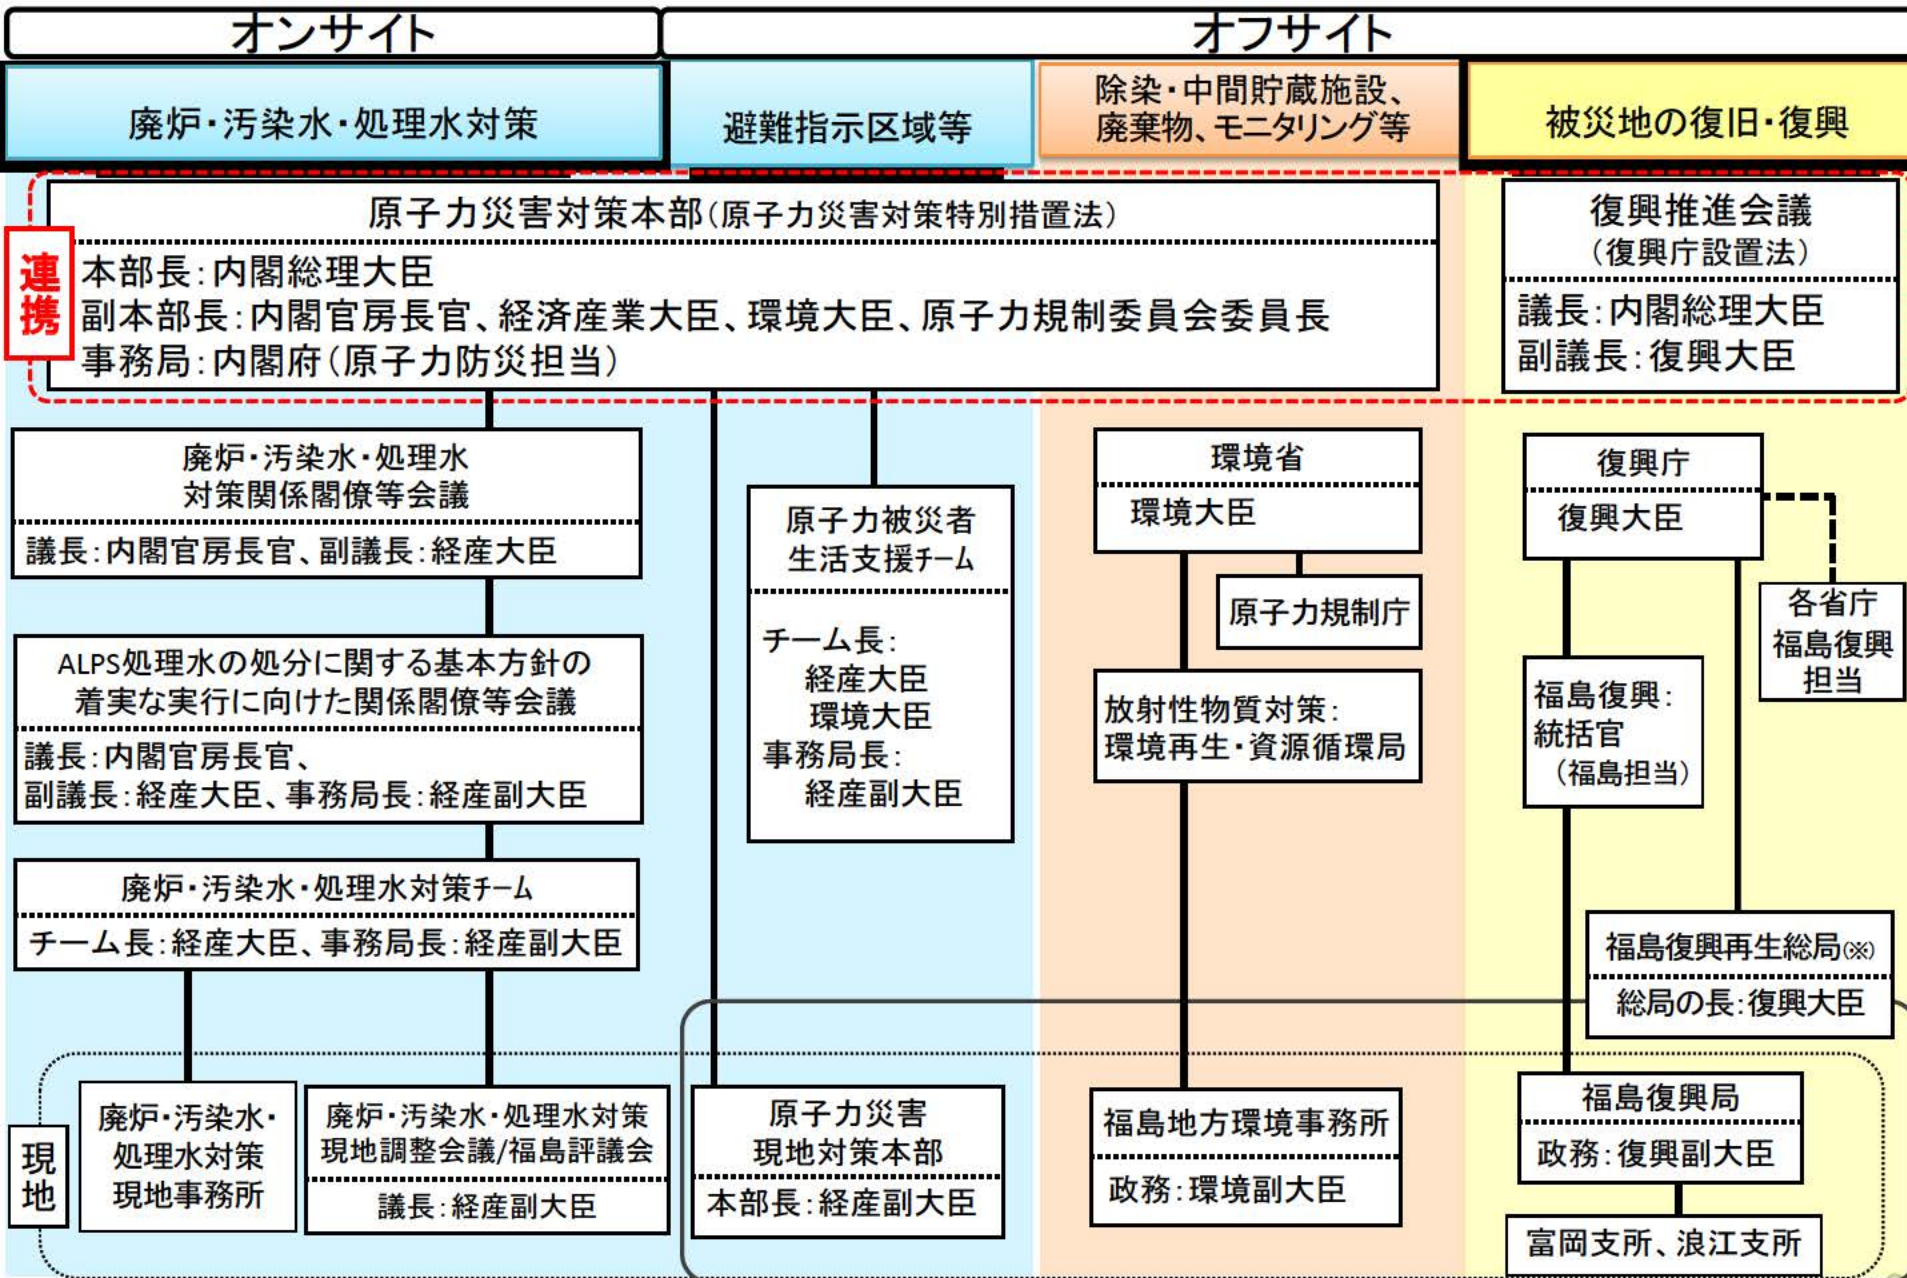 オンサイト
オフサイト
廃炉・汚染水・処理水対策
避難指示区域等
除染・中間貯蔵施設、
廃棄物、モニタリング等
被災地の復旧・復興
連携
原子力災害対策本部(原子力災害対策特別措置法)
本部長:内閣総理大臣
副本部長:内閣官房長官、経済産業大臣、環境大臣、原子力規制委員会委員長
事務局:内閣府(原子力防災担当)
復興推進会議
(復興庁設置法)
議長:内閣総理大臣
副議長:復興大臣
廃炉・汚染水・処理水
対策関係閣僚等会議
議長:内閣官房長官、副議長:経産大臣
ALPS処理水の処分に関する基本方針の
着実な実行に向けた関係閣僚等会議
議長:内閣官房長官、
副議長:経産大臣、事務局長:経産副大臣
廃炉・汚染水・処理水対策チーム
チーム長:経産大臣、事務局長:経産副大臣
原子力被災者
生活支援チーム
チーム長:
経産大臣
環境大臣
事務局長:
経産副大臣
環境省
環境大臣
原子力規制庁
放射性物質対策:
環境再生・資源循環局
復興庁
復興大臣
各省庁
福島復興
担当
福島復興:
統括官
(福島担当)
福島復興再生総局(※)
総局の長:復興大臣
現地
廃炉・汚染水・
処理水対策
現地事務所
廃炉・汚染水・処理水対策
現地調整会議/福島評議会
議長:経産副大臣
原子力災害
現地対策本部
本部長:経産副大臣
福島地方環境事務所
政務:環境副大臣
福島復興局
政務:復興副大臣
富岡支所、浪江支所